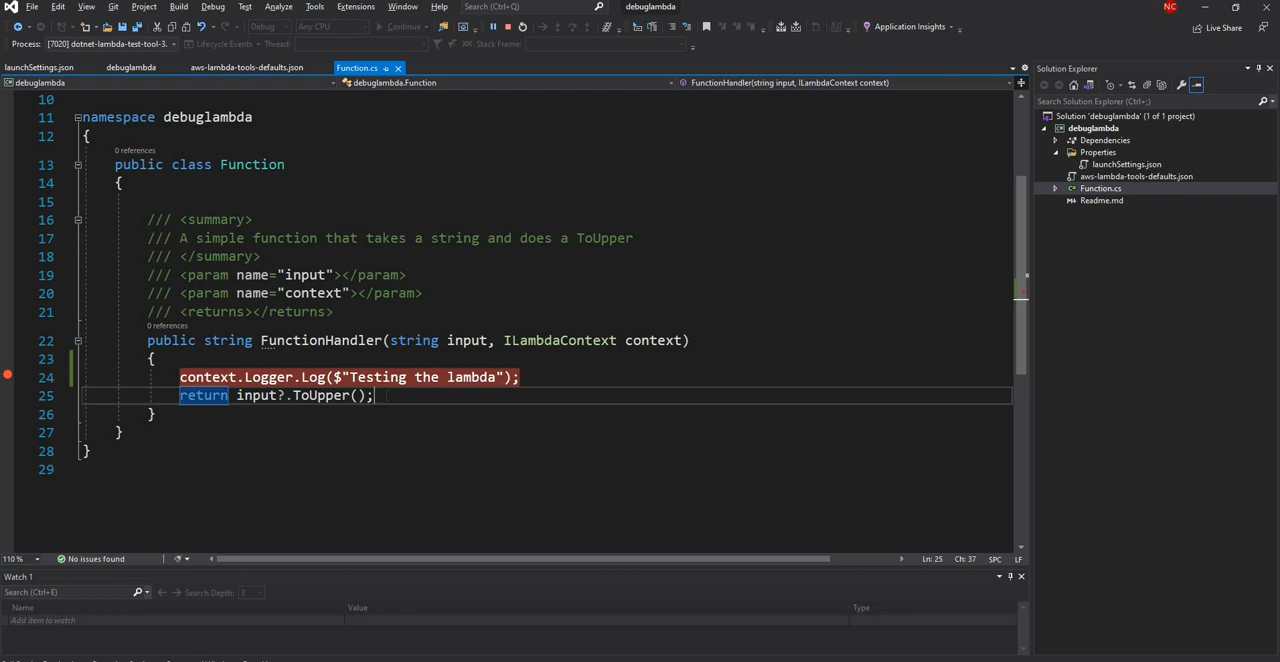 File Edit View Git Project Build Debug Test Analyze Tools Extensions Window Help Search (Ctrl+Q) debuglambda NC
Debug Any CPU Continue Application Insights Live Share
Process: [7020] dotnet-lambda-test-tool-3. Lifecycle Events Thread: Stack Frame:
launchSettings.json debuglambda aws-lambda-tools-defaults.json Function.cs
debuglambda debuglambda.Function FunctionHandler(string input, ILambdaContext context)
10
11 namespace debuglambda
12 {
0 references
13 public class Function
14 {
15
16 /// <summary>
17 /// A simple function that takes a string and does a ToUpper
18 /// </summary>
19 /// <param name="input"></param>
20 /// <param name="context"></param>
21 /// <returns></returns>
0 references
22 public string FunctionHandler(string input, ILambdaContext context)
23 {
24 context.Logger.Log($"Testing the lambda");
25 return input?.ToUpper();
26 }
27 }
28 }
29
110 % No issues found Ln: 25 Ch: 37 SPC LF
Watch 1
Search (Ctrl+E) Search Depth: 3
Name Value Type
Add item to watch
Solution Explorer
Search Solution Explorer (Ctrl+;)
Solution 'debuglambda' (1 of 1 project)
debuglambda
Dependencies
Properties
launchSettings.json
aws-lambda-tools-defaults.json
Function.cs
Readme.md